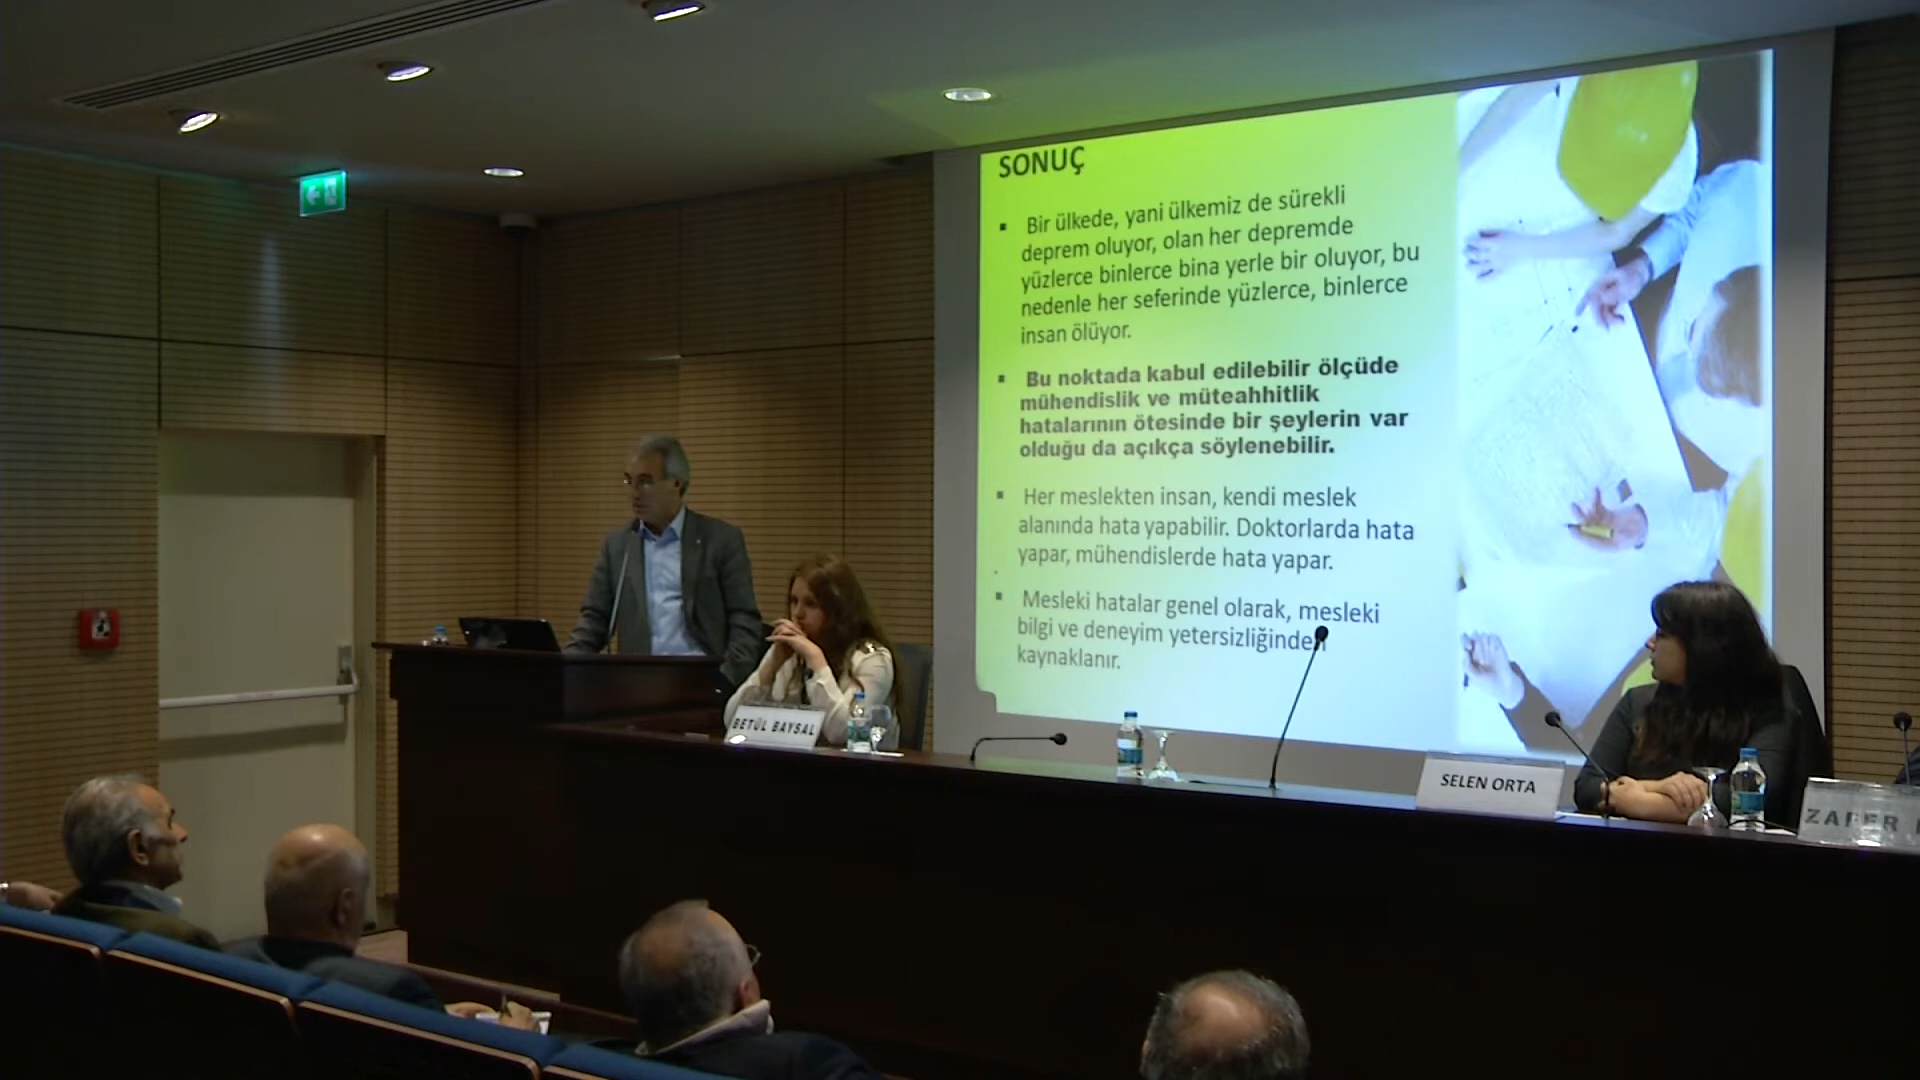 SONUÇ
Bir ülkede, yani ülkemiz de sürekli
deprem oluyor, olan her depremde
yüzlerce binlerce bina yerle bir oluyor, bu
nedenle her seferinde yüzlerce, binlerce
insan ölüyor.
Bu noktada kabul edilebilir ölçüde
mühendislik ve müteahhitlik
hatalarının ötesinde bir şeylerin var
olduğu da açıkça söylenebilir.
Her meslekten insan, kendi meslek
alanında hata yapabilir. Doktorlarda hata
yapar, mühendislerde hata yapar.
Mesleki hatalar genel olarak, mesleki
bilgi ve deneyim yetersizliğinden
kaynaklanır.
BETÜL BAYSAL
SELEN ORTA
ZAFER